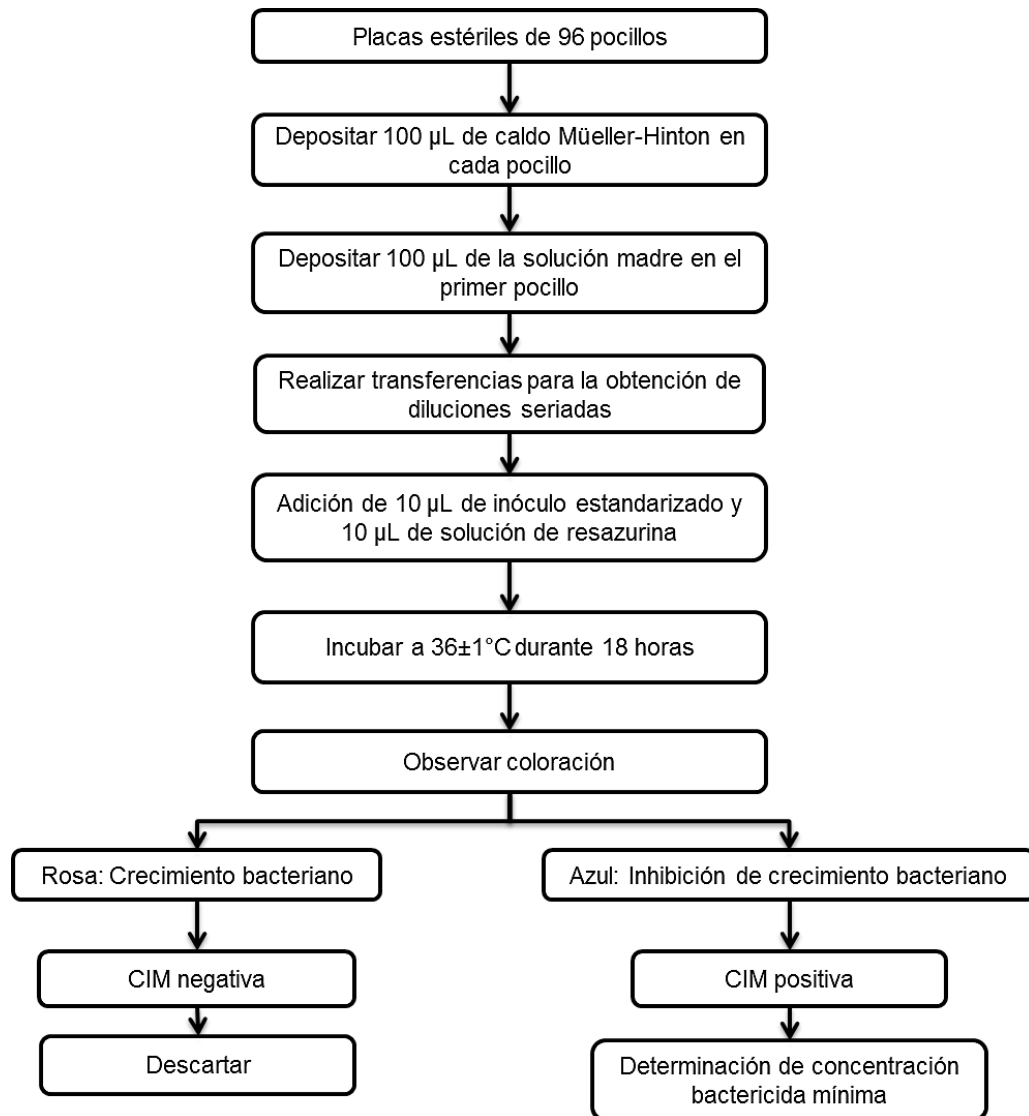 Placas estériles de 96 pocillos
Depositar 100 µL de caldo Müeller-Hinton en
cada pocillo
Depositar 100 µL de la solución madre en el
primer pocillo
Realizar transferencias para la obtención de
diluciones seriadas
Adición de 10 µL de inóculo estandarizado y
10 µL de solución de resazurina
Incubar a 36±1°C durante 18 horas
Observar coloración
Rosa: Crecimiento bacteriano
Azul: Inhibición de crecimiento bacteriano
CIM negativa
CIM positiva
Descartar
Determinación de concentración
bactericida mínima